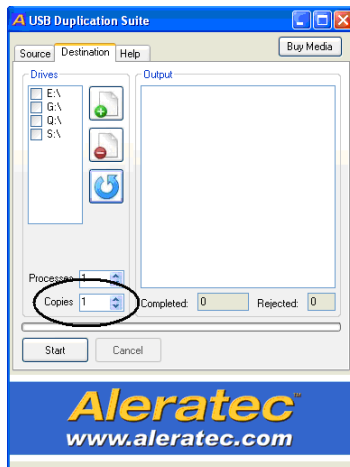 A USB Duplication Suite
Buy Media
Source Destination Help
Drives
Output
E:\
G:\
Q:\
S:\
Processes 1
Copies 1
Completed: 0 Rejected: 0
Start Cancel
Aleratec™
www.aleratec.com